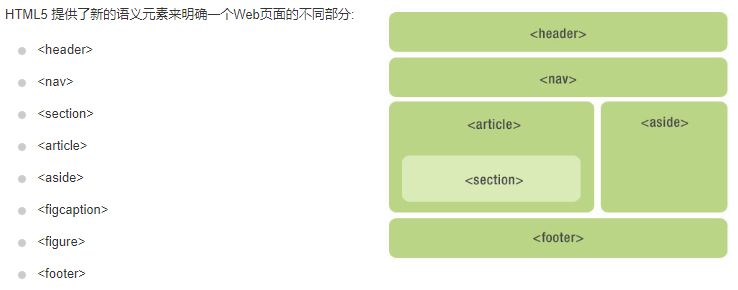 HTML5 提供了新的语义元素来明确一个Web页面的不同部分:
<header>
<nav>
<section>
<article>
<aside>
<figcaption>
<figure>
<footer>
<header>
<nav>
<article>
<aside>
<section>
<footer>